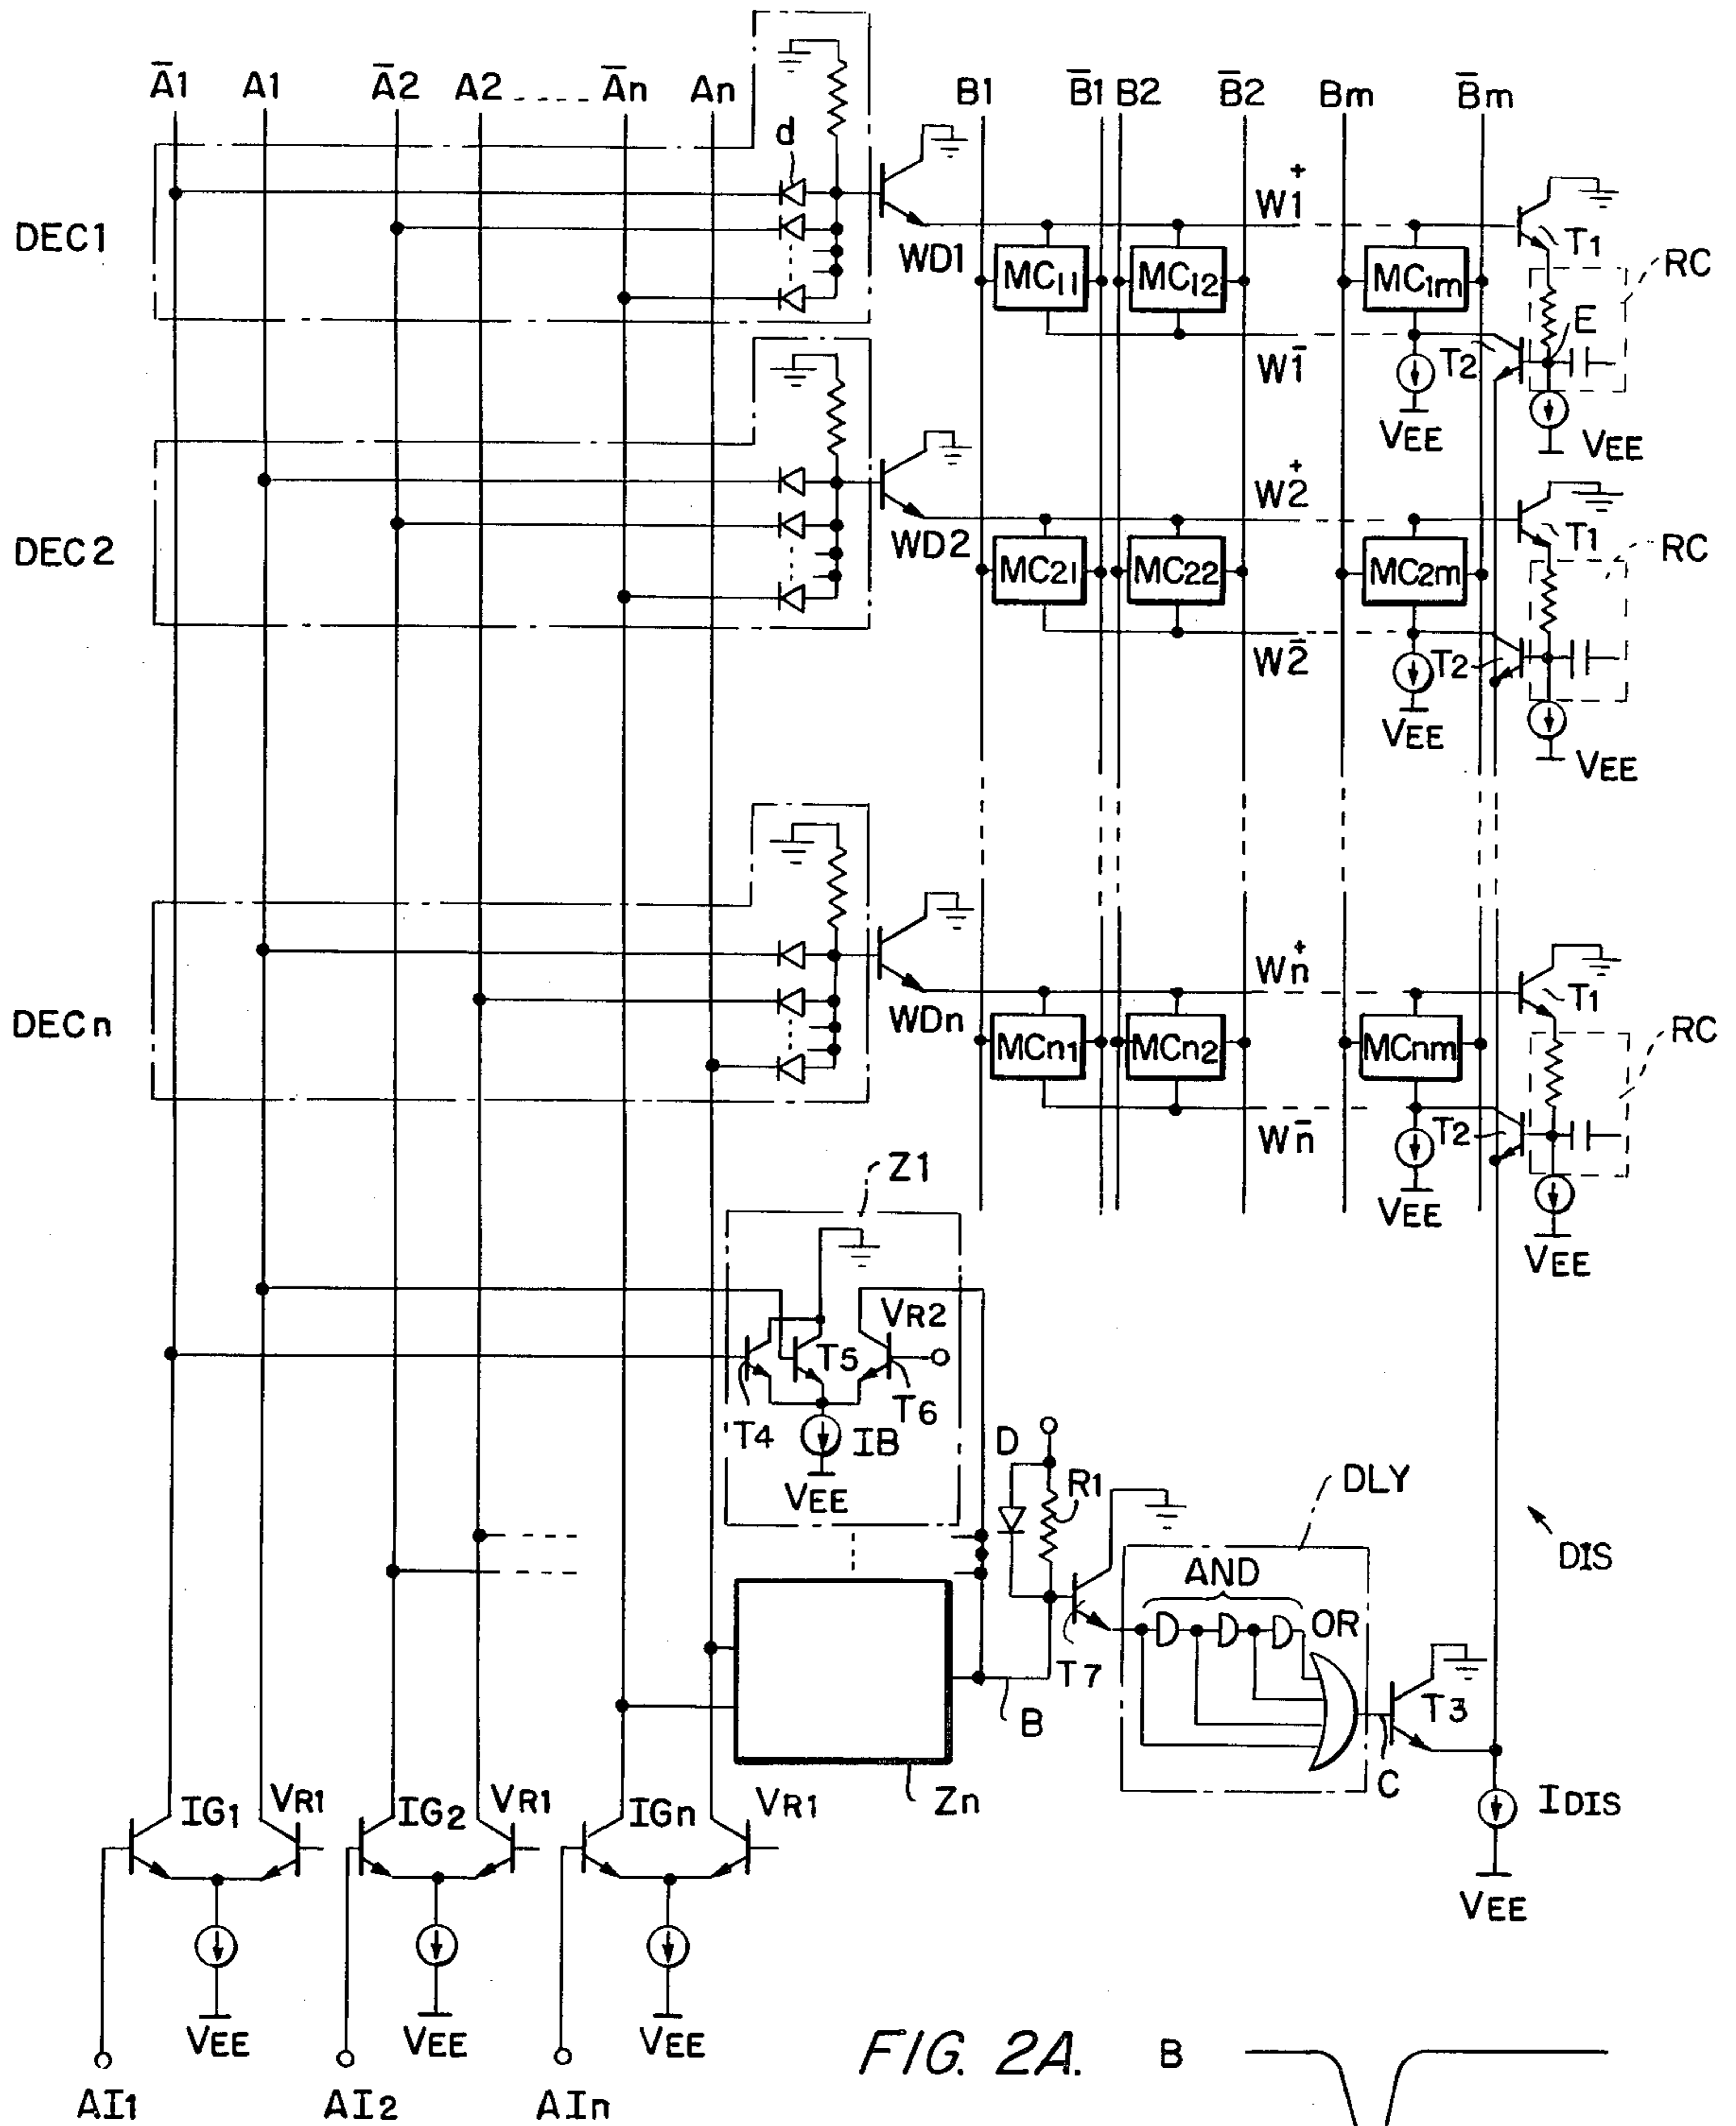 Ā1 A1 Ā2 A2 Ān An B1 B̄1 B2 B̄2 Bm B̄m
d
DEC1
WD1
W1+
MC11 MC12 MC1m
T1
RC
E
T2
W1̄
VEE VEE
DEC2
WD2
W2+
MC21 MC22 MC2m
T1
RC
T2
W2̄
VEE VEE
DECn
WDn
Wn+
MCn1 MCn2 MCnm
T1
RC
T2
Wn̄
VEE VEE
Z1
VR2
T4 T5 T6
IB
VEE
D R1
DLY
DIS
AND
OR
T7
T3
B
C
Zn
IG1 VR1 IG2 VR1 IGn VR1
IDIS
VEE
VEE VEE VEE
AI1 AI2 AIn
FIG. 2A.
B